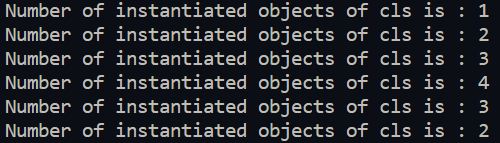 Number of instantiated objects of cls is : 1
Number of instantiated objects of cls is : 2
Number of instantiated objects of cls is : 3
Number of instantiated objects of cls is : 4
Number of instantiated objects of cls is : 3
Number of instantiated objects of cls is : 2